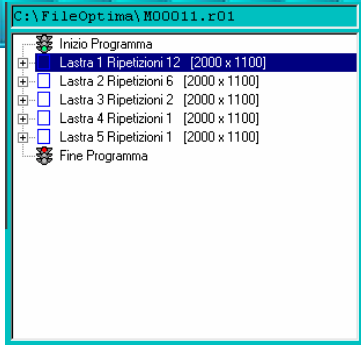 C:\FileOptima\M00011.r01
Inizio Programma
Lastra 1 Ripetizioni 12 [2000 x 1100]
Lastra 2 Ripetizioni 6 [2000 x 1100]
Lastra 3 Ripetizioni 2 [2000 x 1100]
Lastra 4 Ripetizioni 1 [2000 x 1100]
Lastra 5 Ripetizioni 1 [2000 x 1100]
Fine Programma